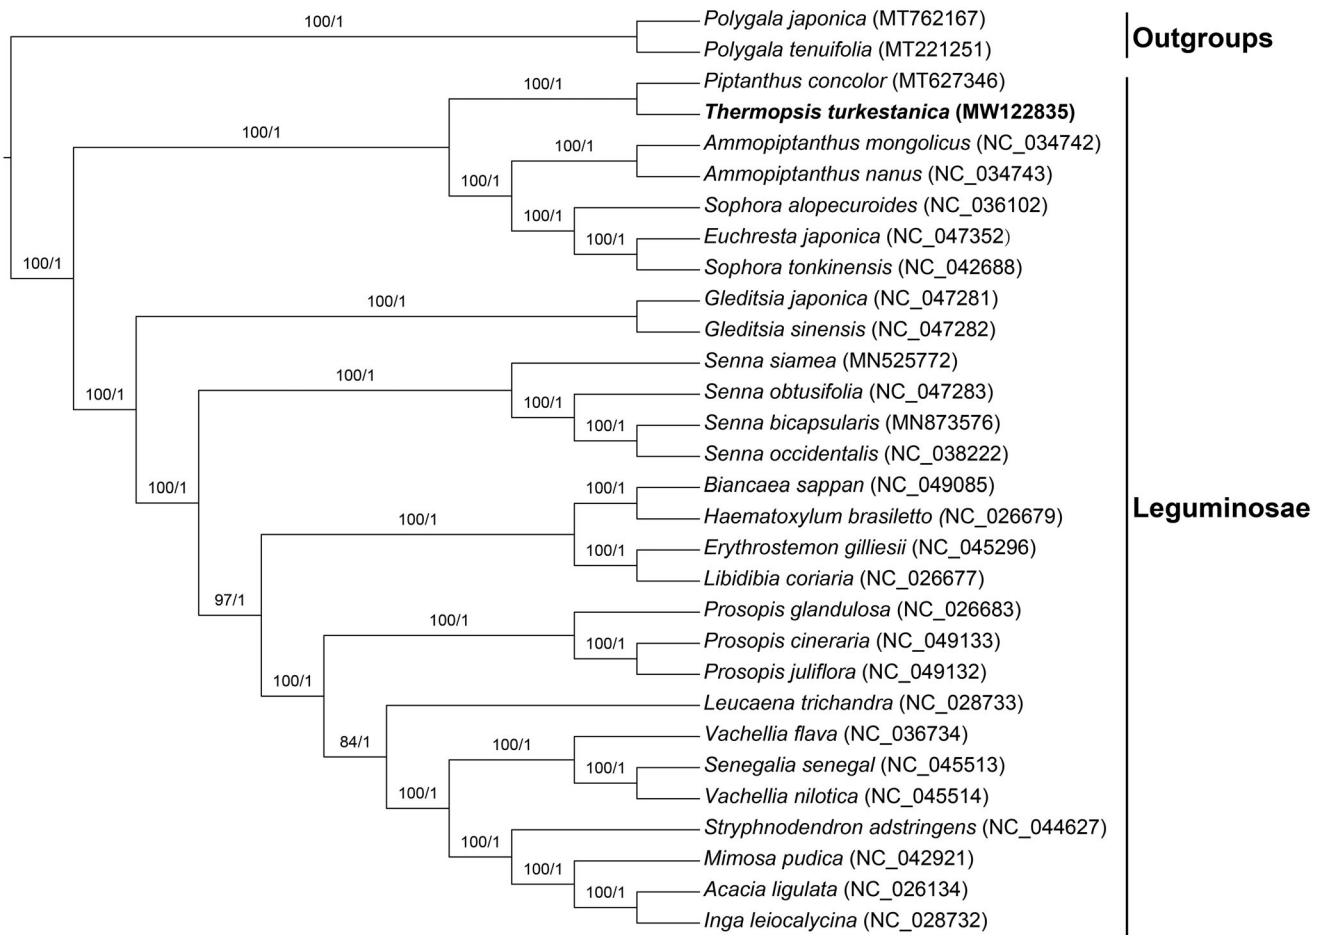 100/1
Polygala japonica (MT762167)
Polygala tenuifolia (MT221251)
Outgroups
100/1
Piptanthus concolor (MT627346)
Thermopsis turkestanica (MW122835)
100/1
100/1
Ammopiptanthus mongolicus (NC_034742)
Ammopiptanthus nanus (NC_034743)
100/1
Sophora alopecuroides (NC_036102)
100/1
Euchresta japonica (NC_047352)
100/1
Sophora tonkinensis (NC_042688)
100/1
100/1
Gleditsia japonica (NC_047281)
Gleditsia sinensis (NC_047282)
Senna siamea (MN525772)
100/1
100/1
Senna obtusifolia (NC_047283)
100/1
Senna bicapsularis (MN873576)
100/1
Senna occidentalis (NC_038222)
100/1
100/1
Biancaea sappan (NC_049085)
Leguminosae
100/1
Haematoxylum brasiletto (NC_026679)
100/1
Erythrostemon gilliesii (NC_045296)
Libidibia coriaria (NC_026677)
97/1
Prosopis glandulosa (NC_026683)
100/1
100/1
Prosopis cineraria (NC_049133)
Prosopis juliflora (NC_049132)
100/1
Leucaena trichandra (NC_028733)
84/1
Vachellia flava (NC_036734)
100/1
100/1
Senegalia senegal (NC_045513)
100/1
Vachellia nilotica (NC_045514)
Stryphnodendron adstringens (NC_044627)
100/1
Mimosa pudica (NC_042921)
100/1
100/1
Acacia ligulata (NC_026134)
Inga leiocalycina (NC_028732)